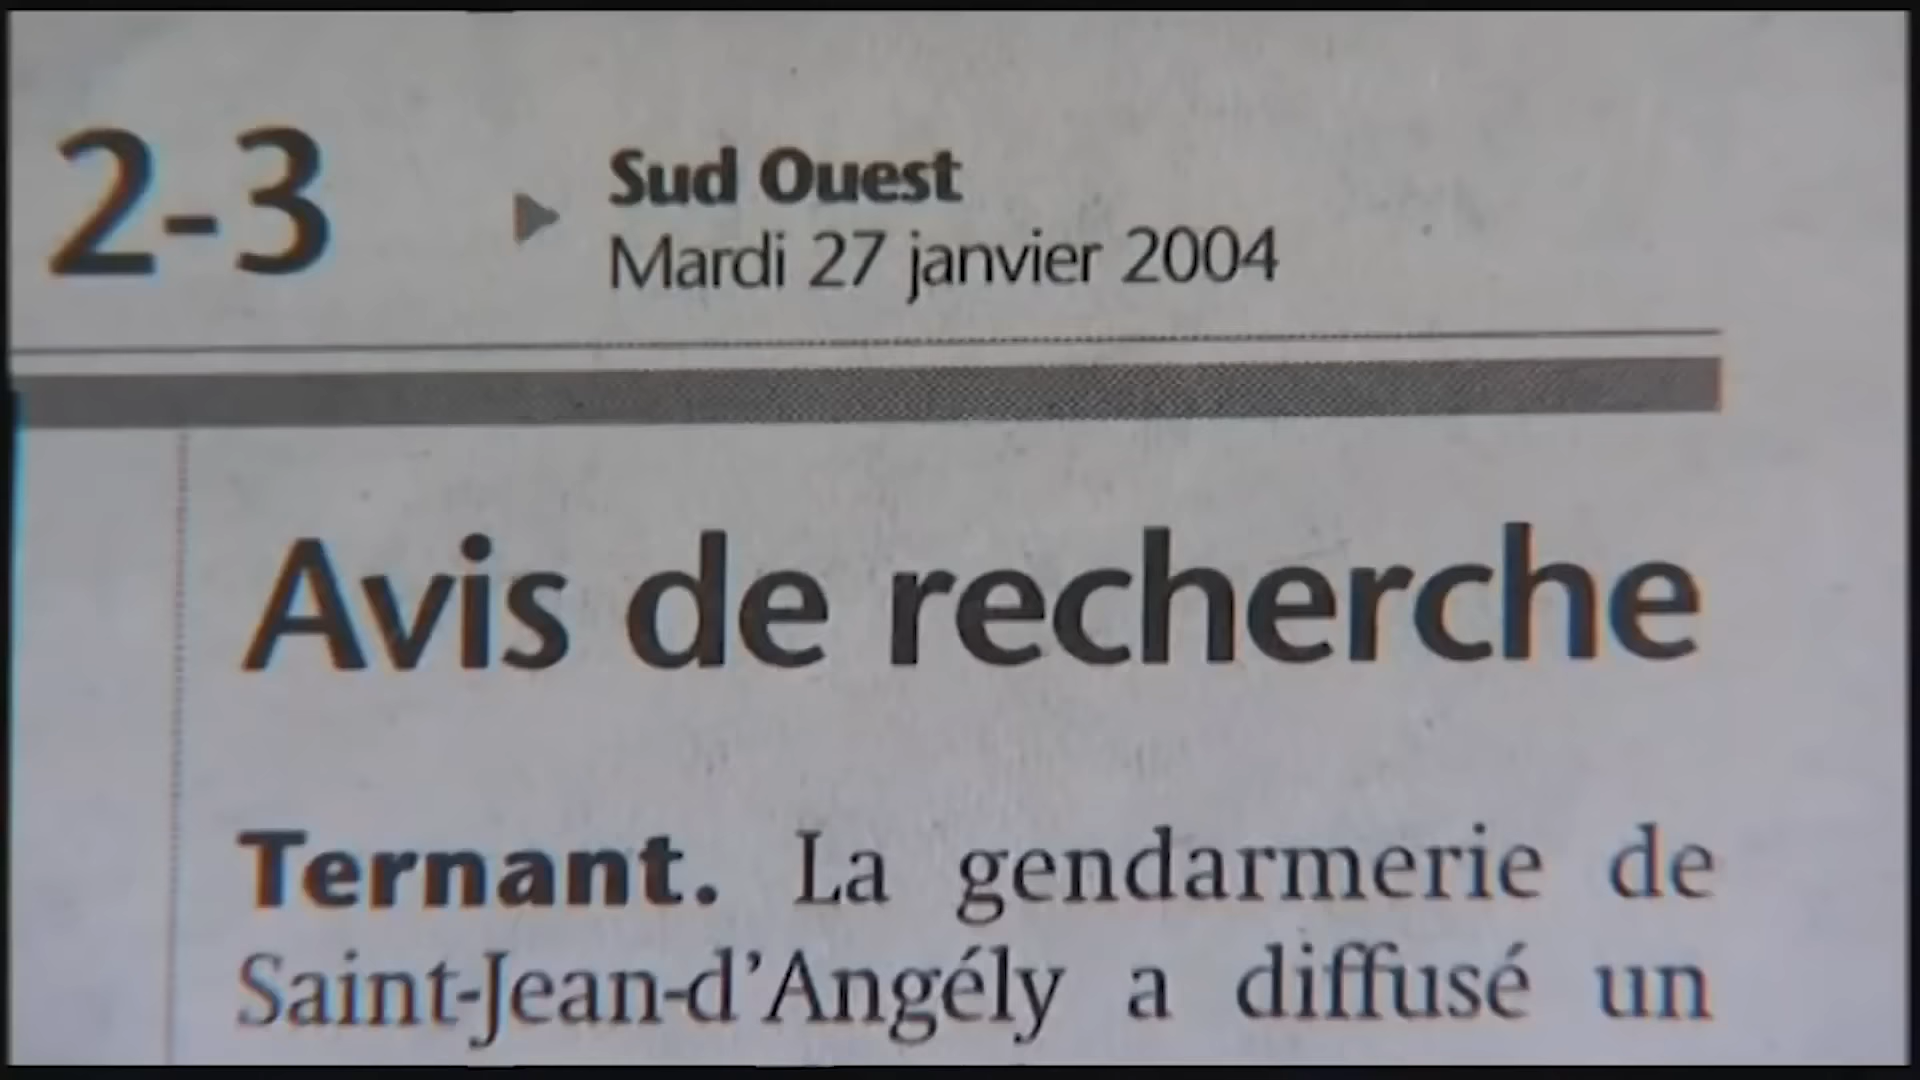 2-3
Sud Ouest
Mardi 27 janvier 2004
Avis de recherche
Ternant. La gendarmerie de
Saint-Jean-d'Angély a diffusé un